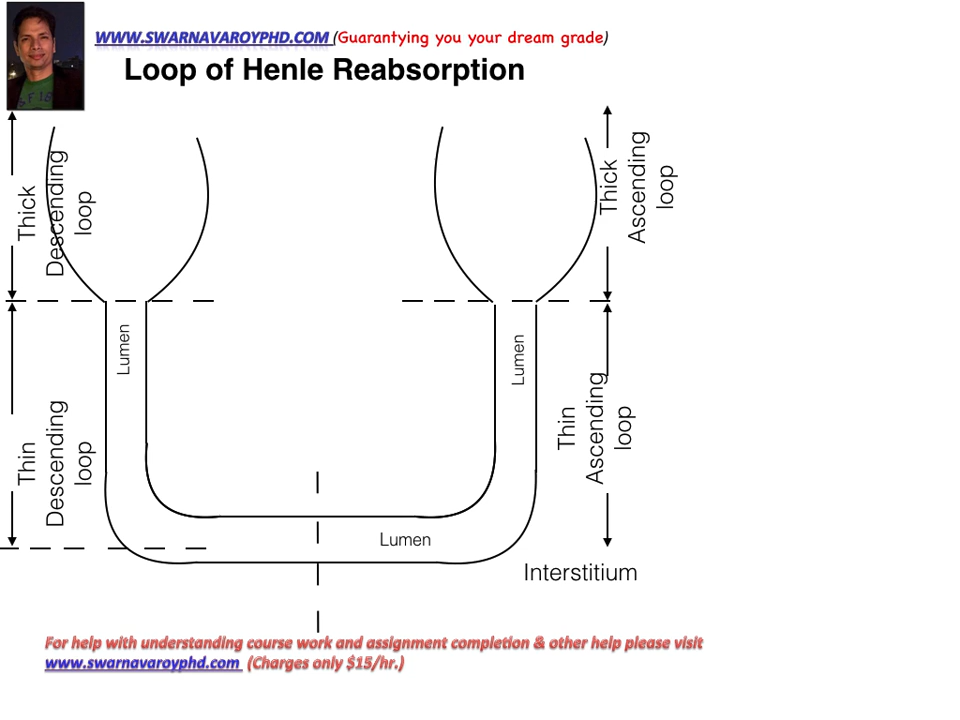 WWW.SWARNAVAROYPHD.COM (Guarantying you your dream grade)
Loop of Henle Reabsorption
Thick
Descending
loop
Thick
Ascending
loop
Lumen
Lumen
Thin
Descending
loop
Thin
Ascending
loop
Lumen
Interstitium
For help with understanding course work and assignment completion & other help please visit
www.swarnavaroyphd.com (Charges only $15/hr.)